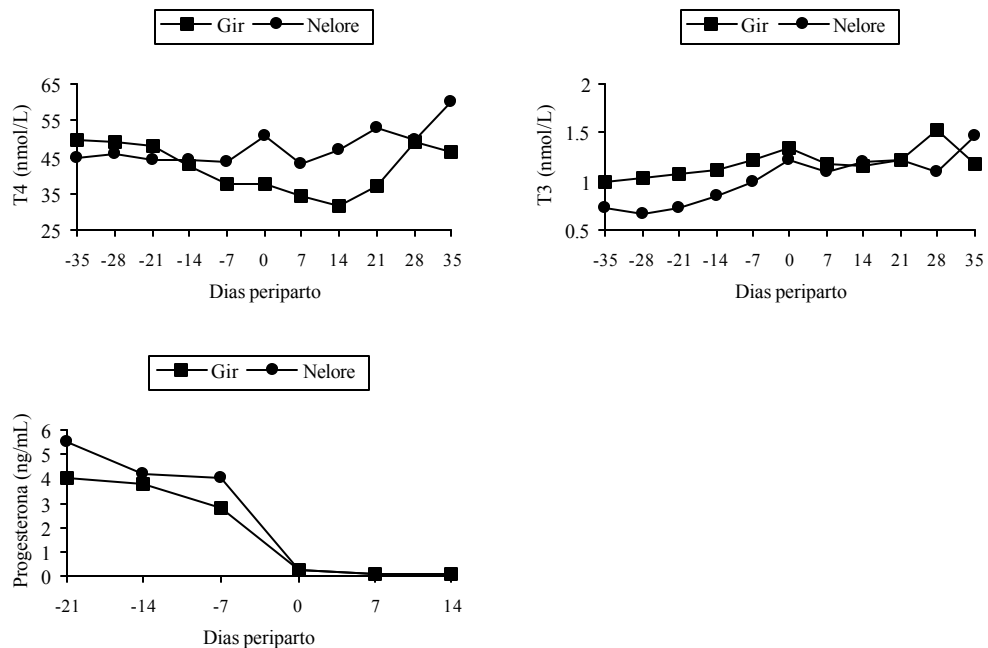 Gir Nelore
65
55
45
35
25
T4 (nmol/L)
-35 -28 -21 -14 -7 0 7 14 21 28 35
Dias periparto
Gir Nelore
2
1.5
1
0.5
T3 (nmol/L)
-35 -28 -21 -14 -7 0 7 14 21 28 35
Dias periparto
Gir Nelore
6
5
4
3
2
1
0
Progesterona (ng/mL)
-21 -14 -7 0 7 14
Dias periparto